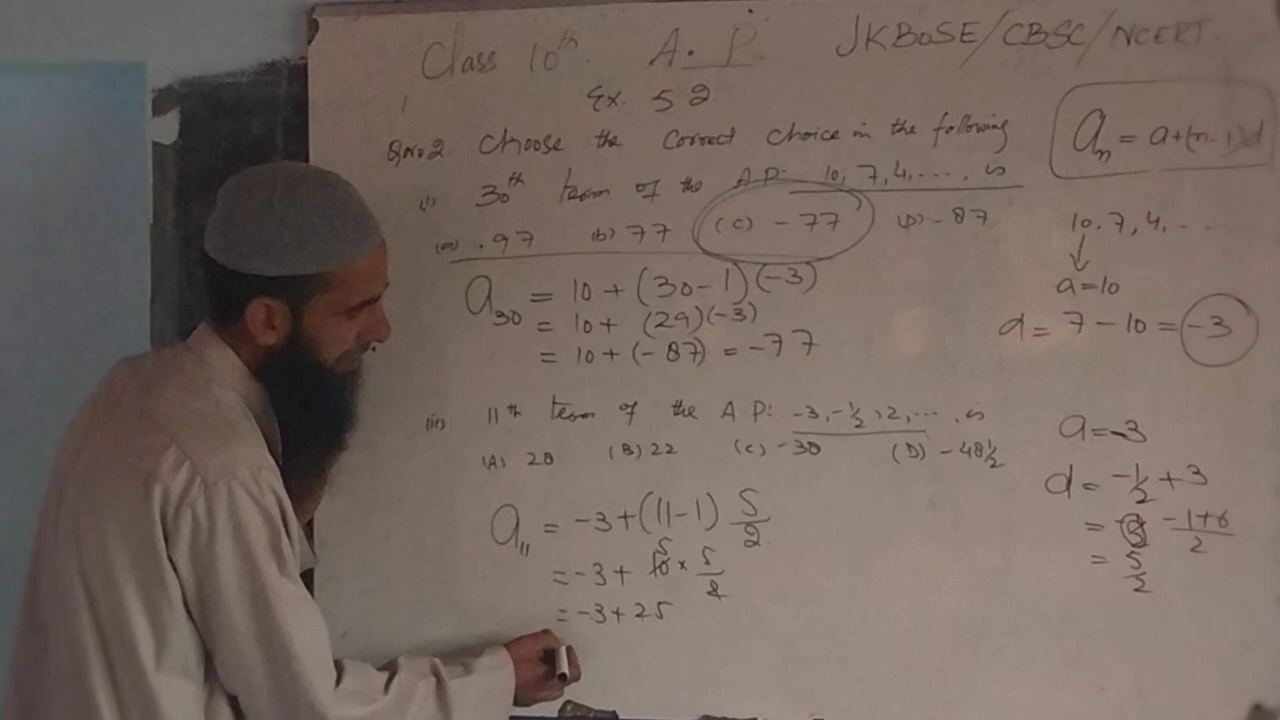 Class 10th A.P. JKBOSE/CBSC/NCERT
Ex. 5 2
Qno2 Choose the correct choice in the following
aₙ = a+(n-1)d
(i) 30th term of the A.P: 10, 7, 4, .... is
(a) .97 (b) 77 (c) -77 (D) -87
10, 7, 4, ...
↓
a=10
d = 7-10 = -3
a₃₀ = 10 + (30-1)(-3)
= 10 + (29)(-3)
= 10 + (-87) = -77
(ii) 11th term of the A.P: -3, -1/2, 2, .... is
(A) 28 (B) 22 (c) -38 (D) -48 1/2
a₁₁ = -3+(11-1) 5/2
= -3+ 10 5 × 5/2
= -3+25
a=-3
d = -1/2 +3
= -1+6/2
= 5/2